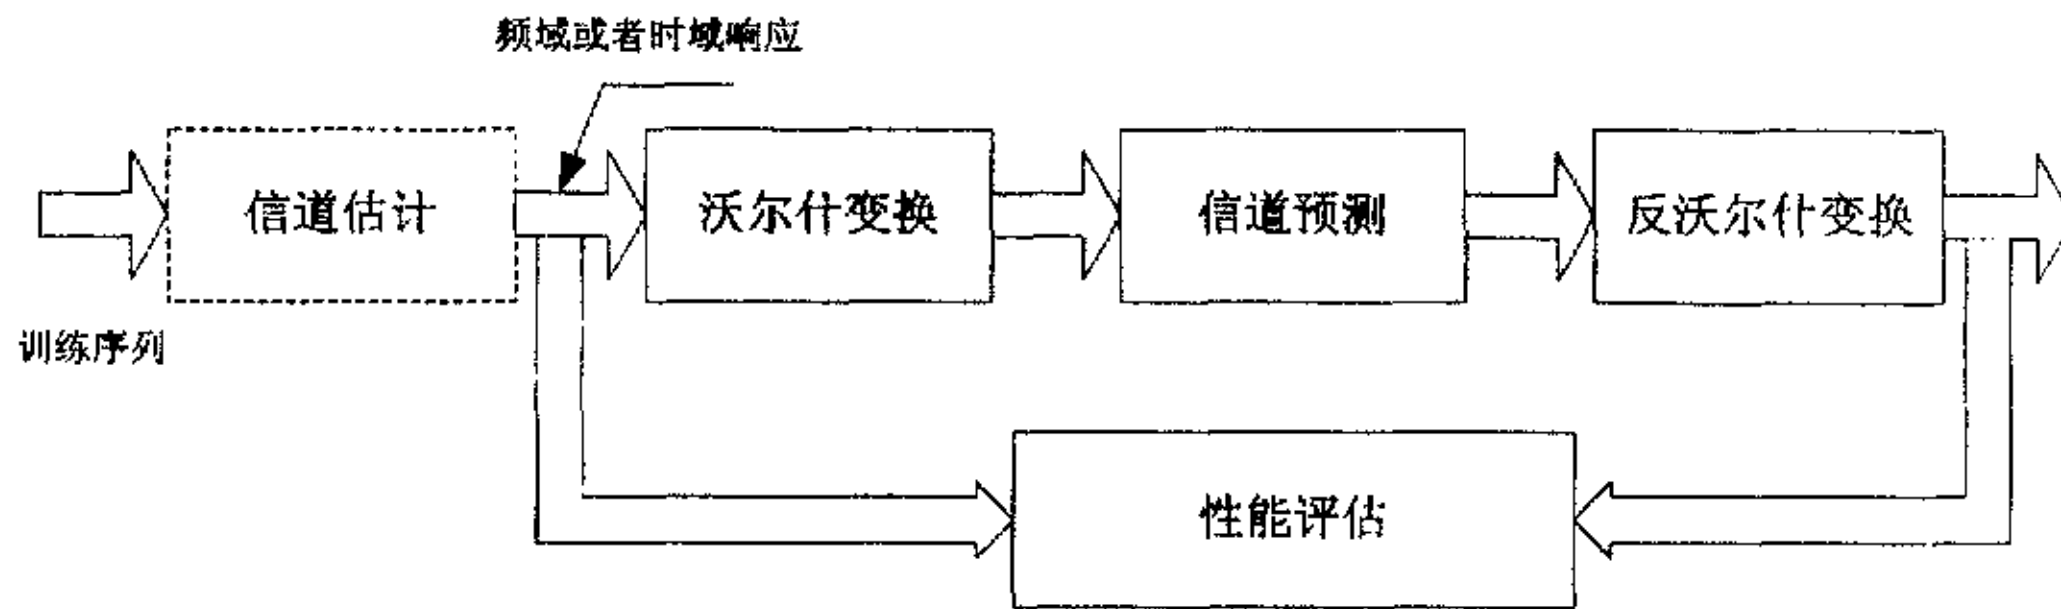 频域或者时域响应
信道估计
沃尔什变换
信道预测
反沃尔什变换
训练序列
性能评估